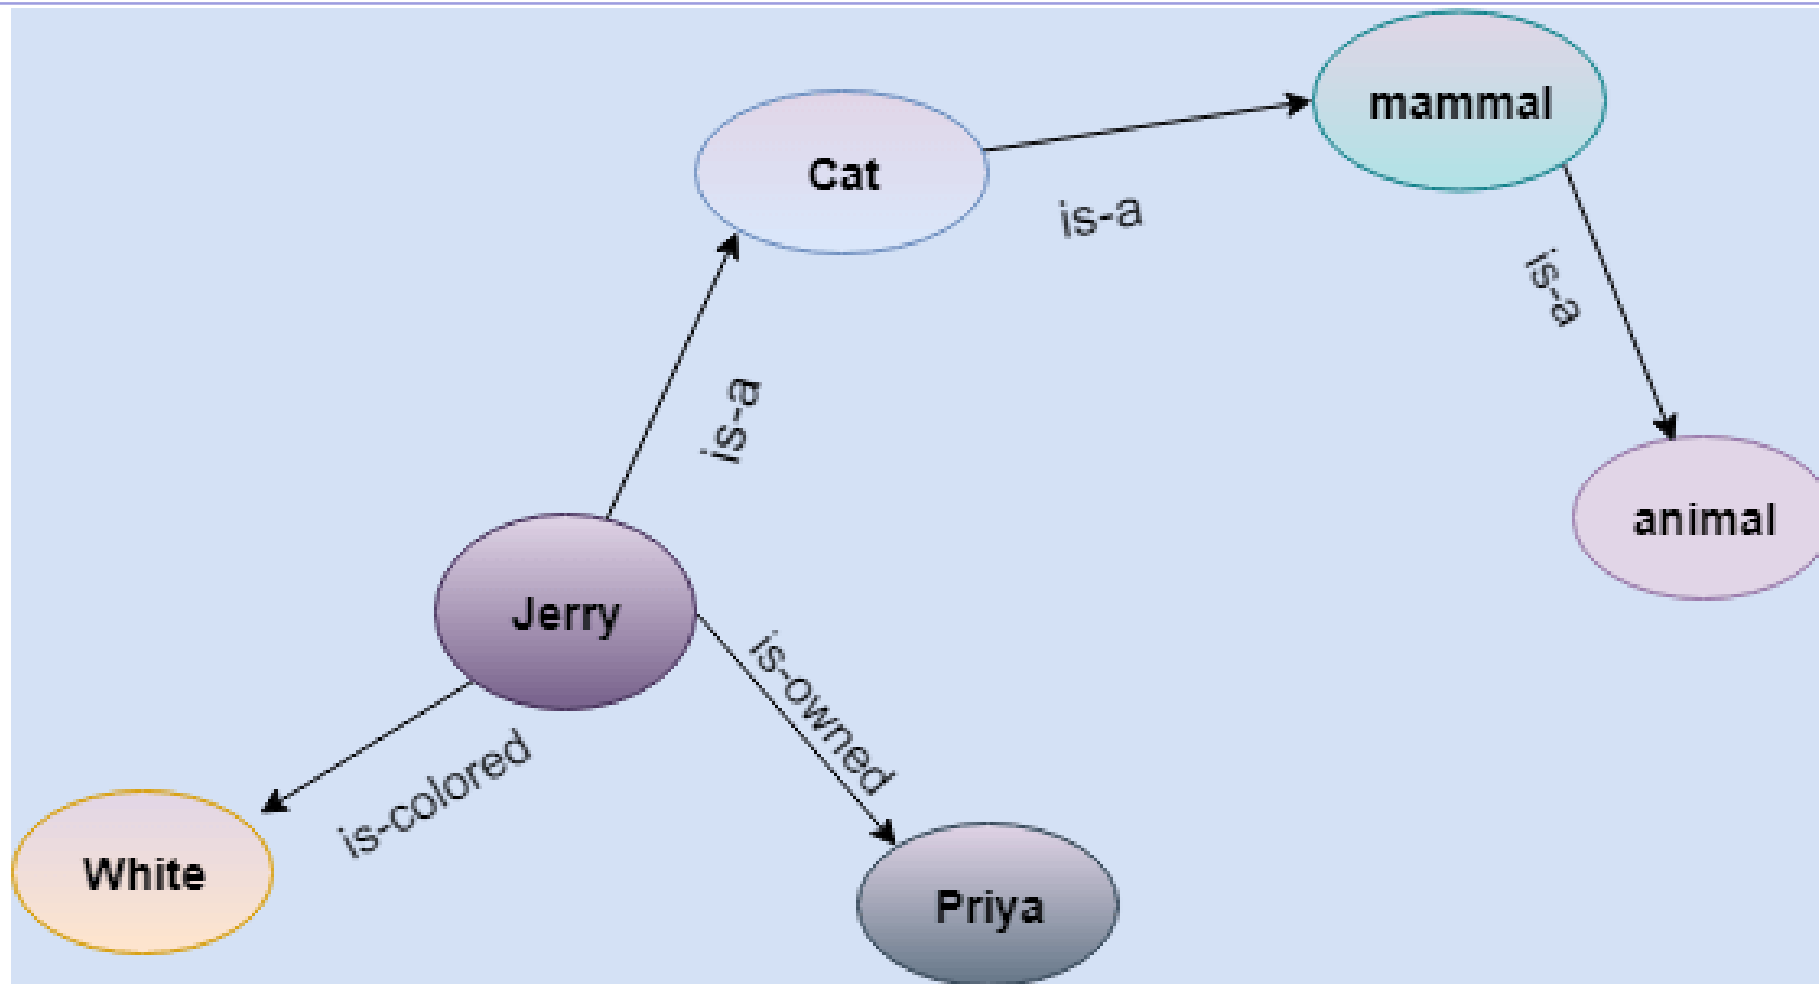 mammal
Cat
is-a
is-a
is-a
animal
Jerry
is-owned
is-colored
White
Priya